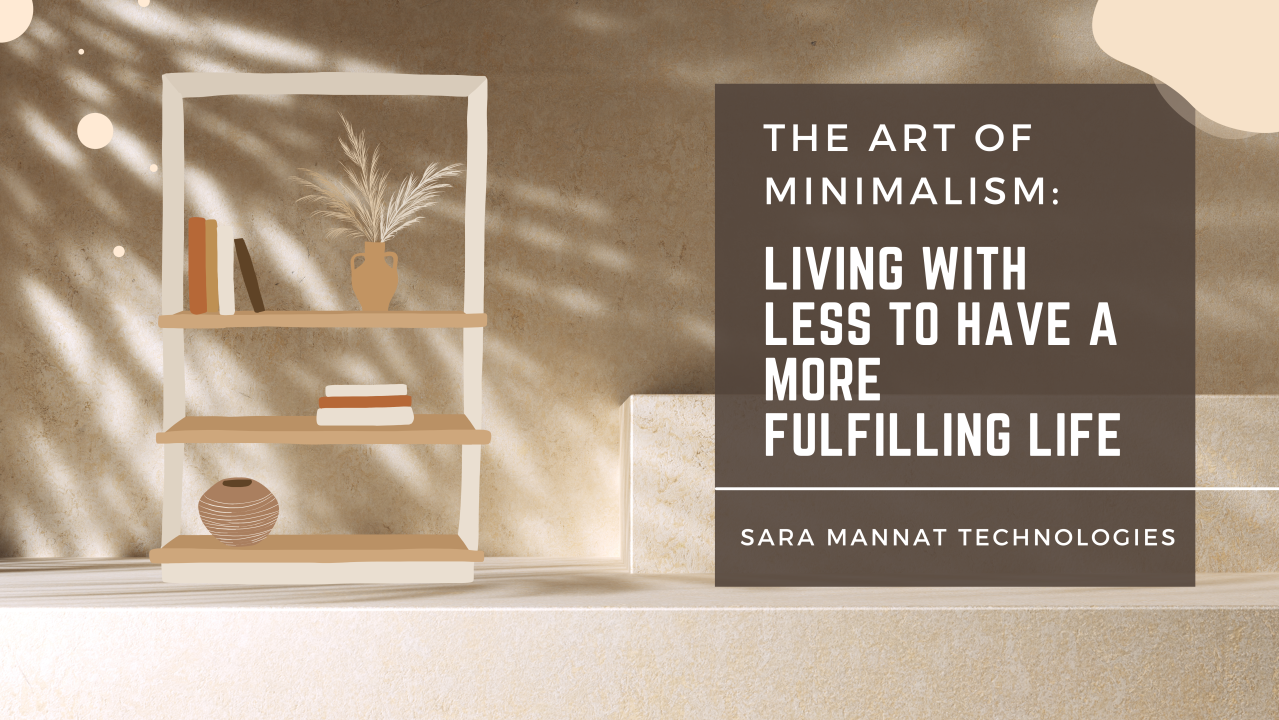 THE ART OF
MINIMALISM:
LIVING WITH
LESS TO HAVE A
MORE
FULFILLING LIFE
SARA MANNAT TECHNOLOGIES